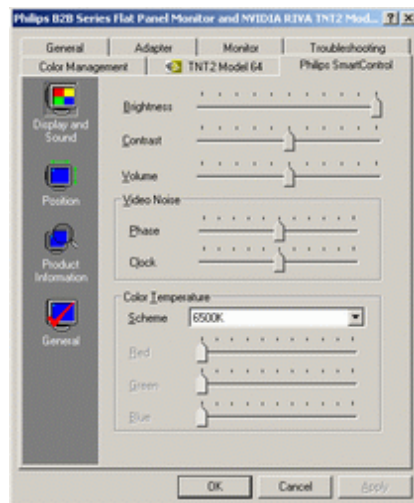 Philips B2B Series Flat Panel Monitor and NVIDIA RIVA TNT2 Mod...
General Adapter Monitor Troubleshooting
Color Management TNT2 Model 64 Philips SmartControl
Display and
Sound
Position
Product
Information
General
Brightness
Contrast
Volume
Video Noise
Phase
Clock
Color Temperature
Scheme 6500K
Red
Green
Blue
OK Cancel Apply